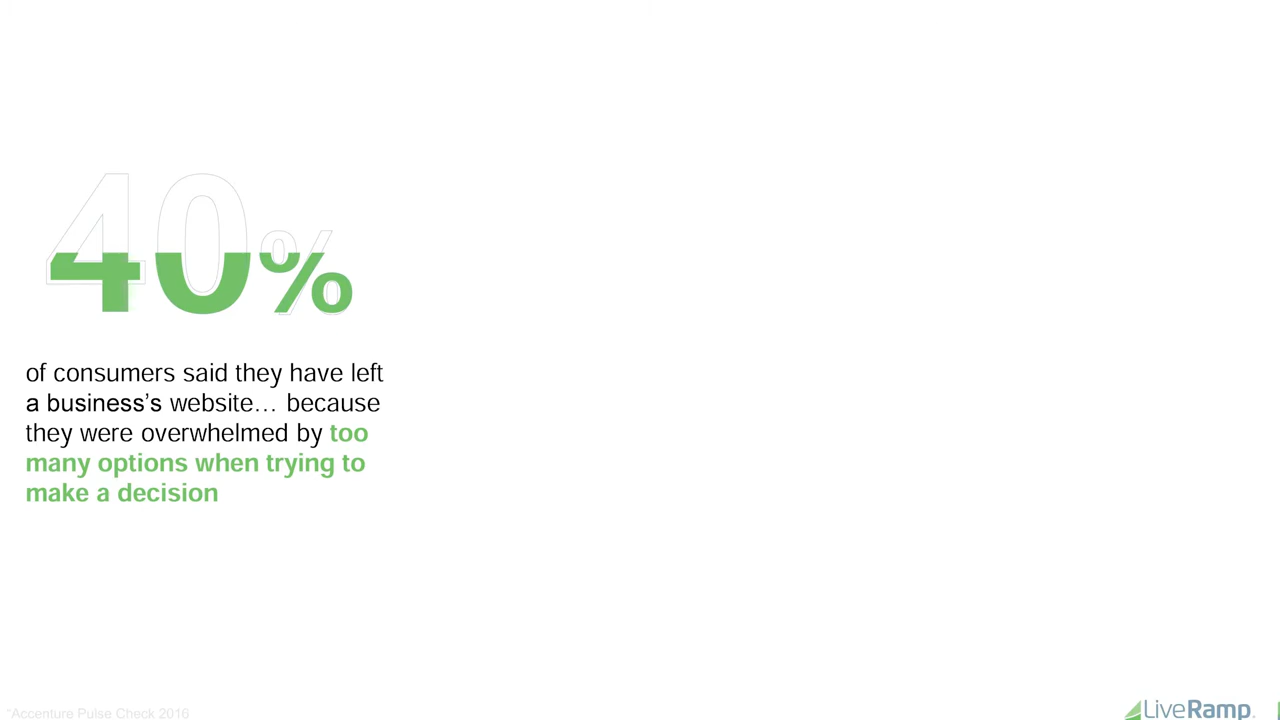 40%
of consumers said they have left
a business’s website… because
they were overwhelmed by too
many options when trying to
make a decision
*Accenture Pulse Check 2016
LiveRamp